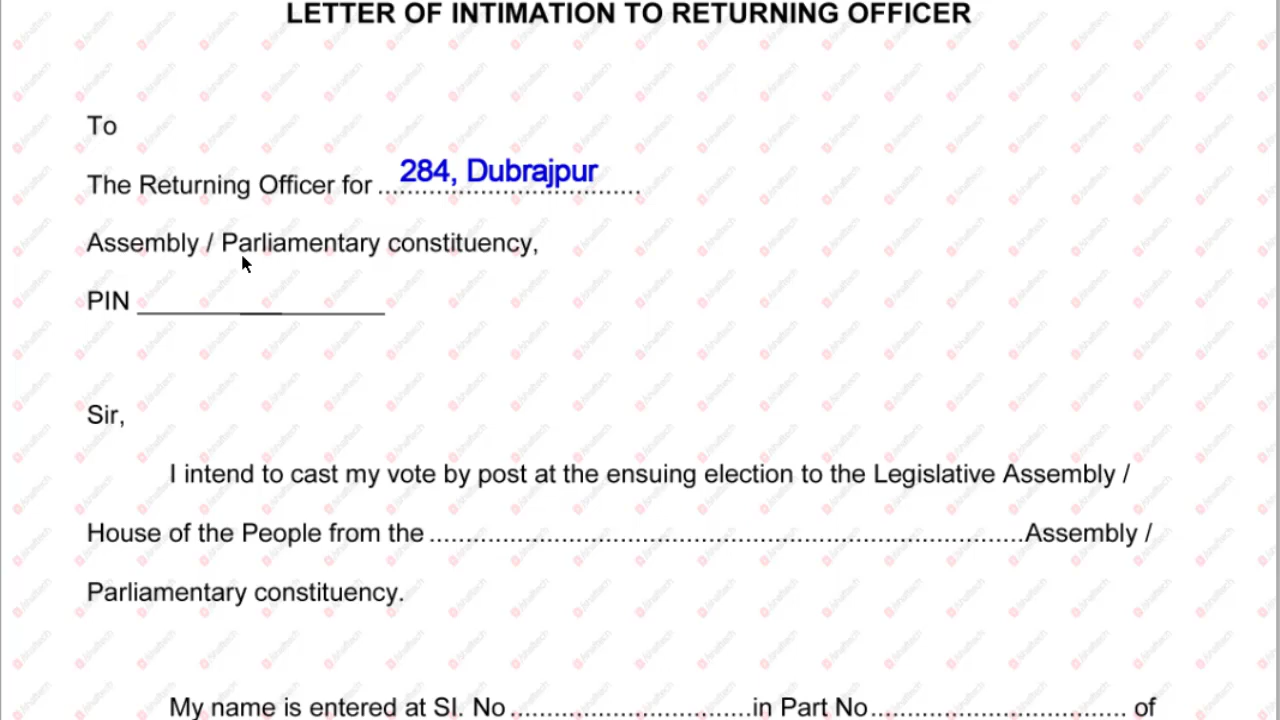 LETTER OF INTIMATION TO RETURNING OFFICER
To
The Returning Officer for ... 284, Dubrajpur ...
Assembly / Parliamentary constituency,
PIN ____________________
Sir,
I intend to cast my vote by post at the ensuing election to the Legislative Assembly /
House of the People from the ........................................................................Assembly /
Parliamentary constituency.
My name is entered at SI. No ................................in Part No.................................. of